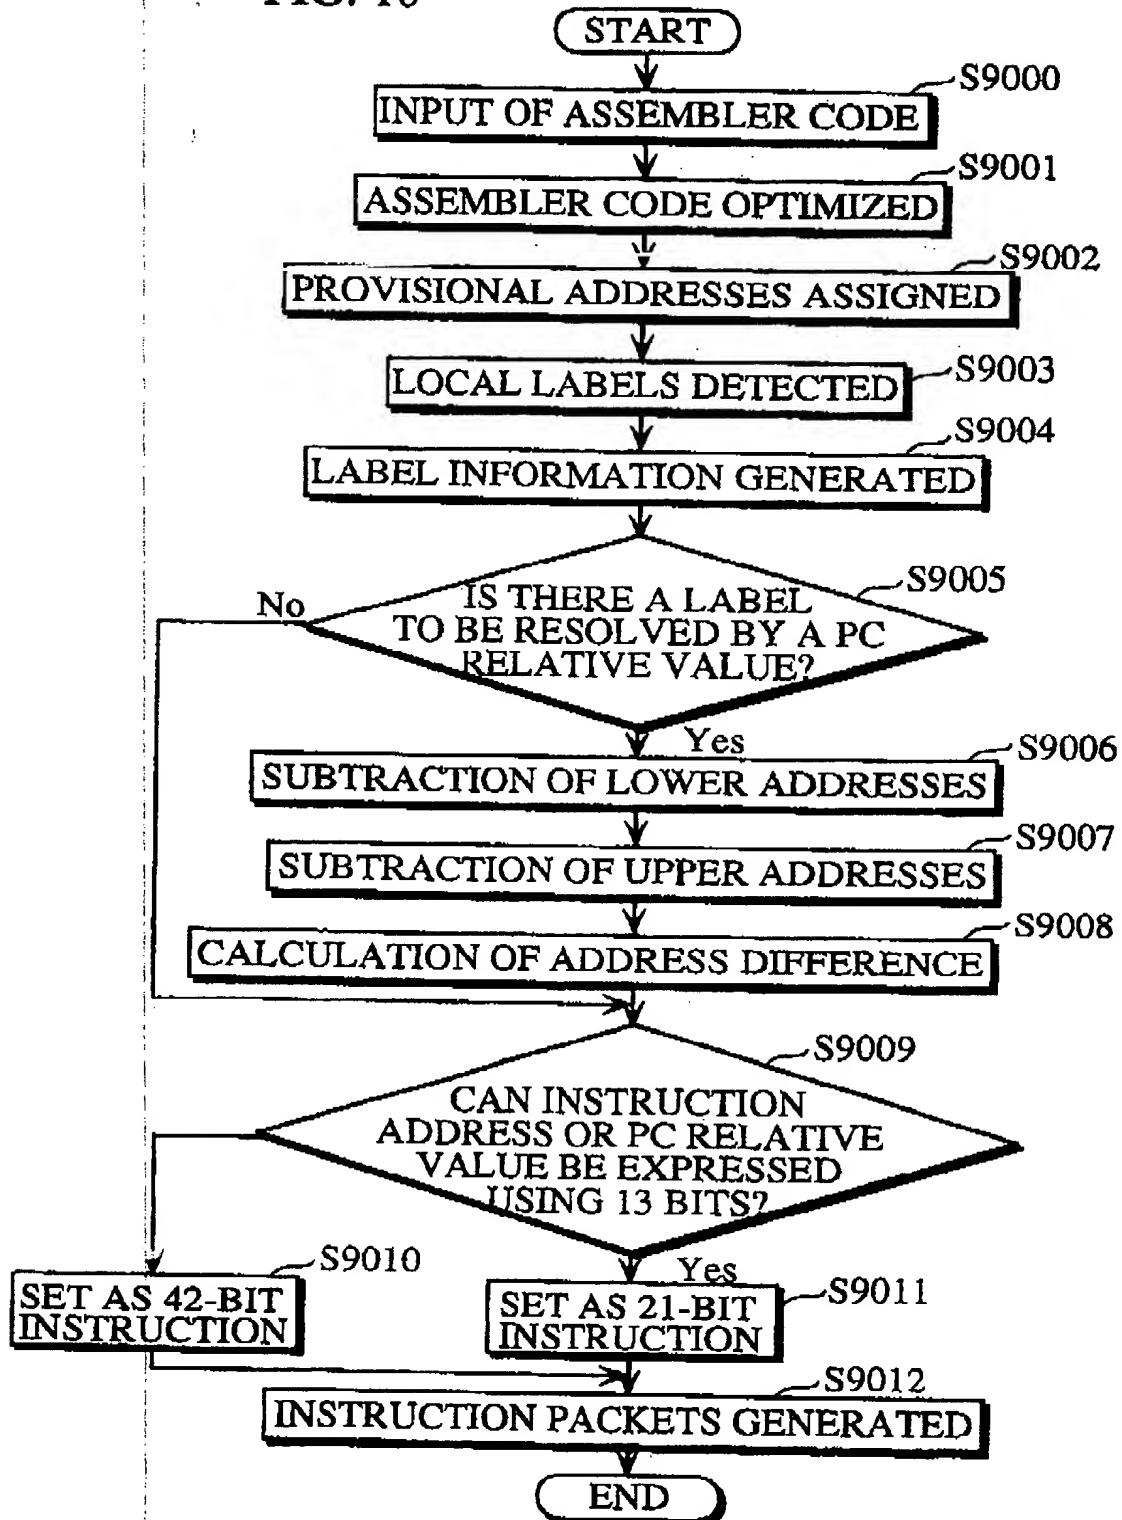 START
S9000
INPUT OF ASSEMBLER CODE
S9001
ASSEMBLER CODE OPTIMIZED
S9002
PROVISIONAL ADDRESSES ASSIGNED
S9003
LOCAL LABELS DETECTED
S9004
LABEL INFORMATION GENERATED
S9005
No
IS THERE A LABEL
TO BE RESOLVED BY A PC
RELATIVE VALUE?
Yes
S9006
SUBTRACTION OF LOWER ADDRESSES
S9007
SUBTRACTION OF UPPER ADDRESSES
S9008
CALCULATION OF ADDRESS DIFFERENCE
S9009
CAN INSTRUCTION
ADDRESS OR PC RELATIVE
VALUE BE EXPRESSED
USING 13 BITS?
S9010
SET AS 42-BIT
INSTRUCTION
Yes
S9011
SET AS 21-BIT
INSTRUCTION
S9012
INSTRUCTION PACKETS GENERATED
END